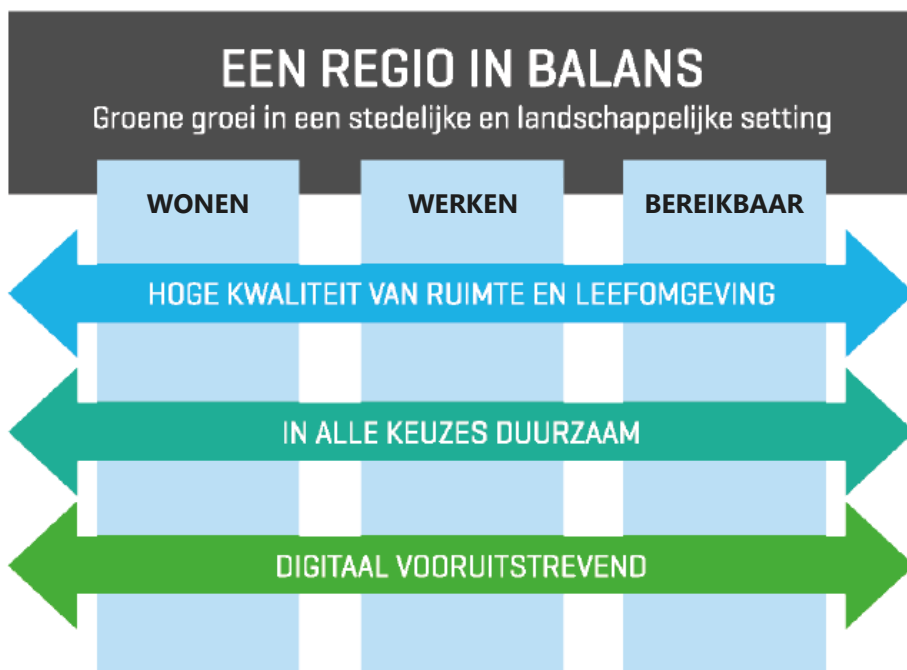 EEN REGIO IN BALANS
Groene groei in een stedelijke en landschappelijke setting
WONEN
WERKEN
BEREIKBAAR
HOGE KWALITEIT VAN RUIMTE EN LEEFOMGEVING
IN ALLE KEUZES DUURZAAM
DIGITAAL VOORUITSTREVEND